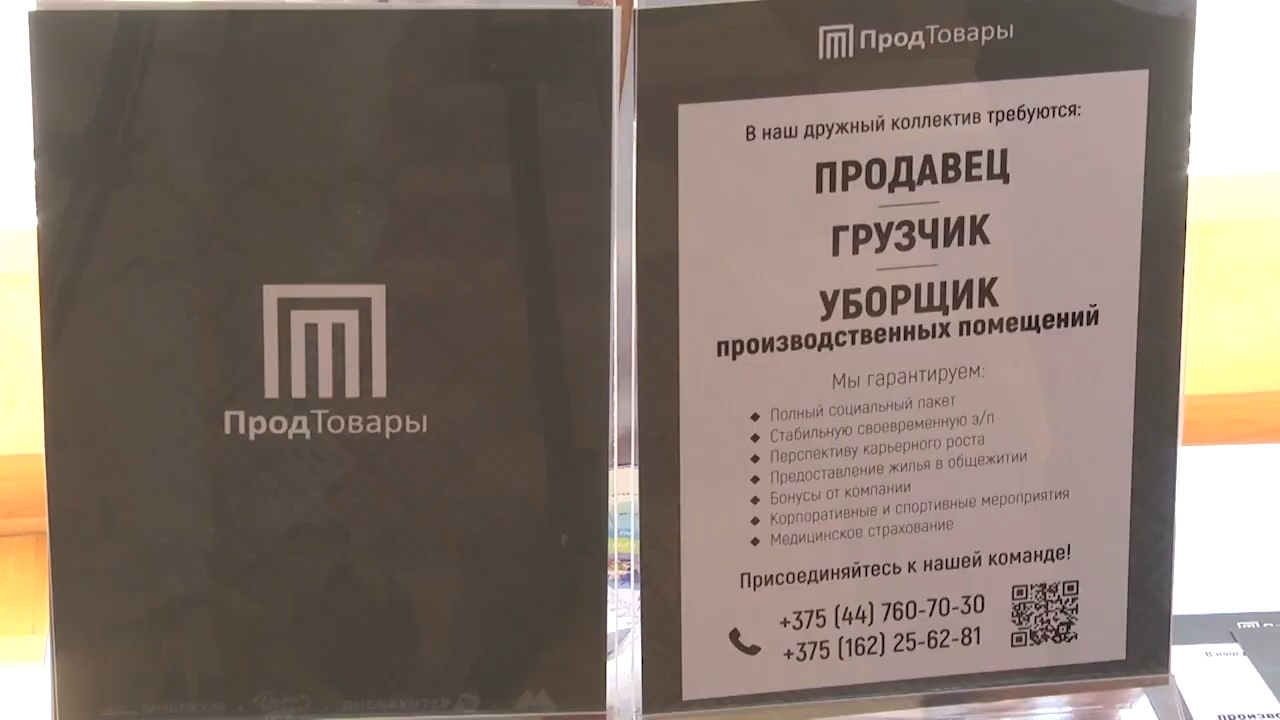 ПродТовары
ПродТовары
В наш дружный коллектив требуются:
ПРОДАВЕЦ
ГРУЗЧИК
УБОРЩИК
производственных помещений
Мы гарантируем:
Полный социальный пакет
Стабильную своевременную з/п
Перспективу карьерного роста
Предоставление жилья в общежитии
Бонусы от компании
Корпоративные и спортивные мероприятия
Медицинское страхование
Присоединяйтесь к нашей команде!
+375 (44) 760-70-30
+375 (162) 25-62-81
В наш